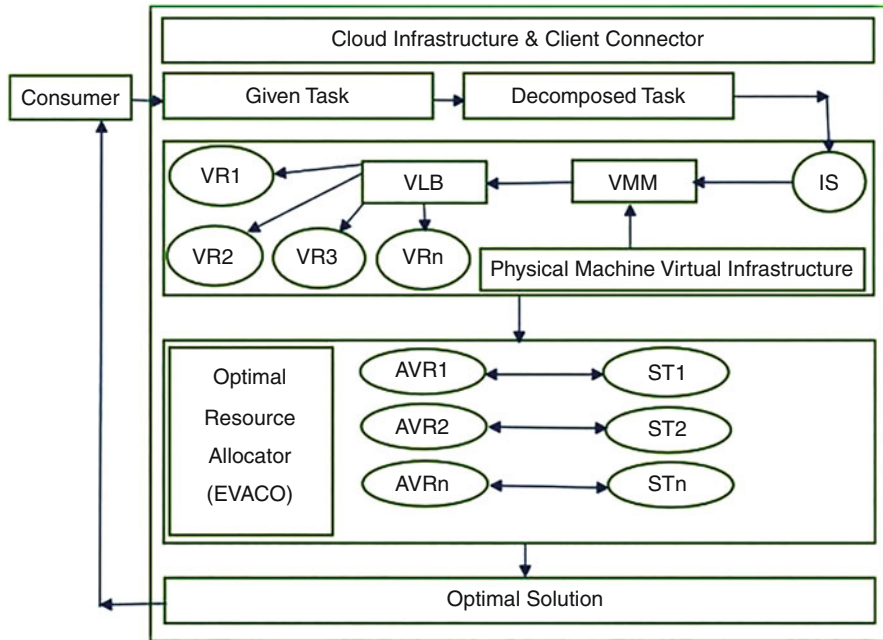 Cloud Infrastructure & Client Connector
Consumer
Given Task
Decomposed Task
VR1
VLB
VMM
IS
VR2
VR3
VRn
Physical Machine Virtual Infrastructure
Optimal
Resource
Allocator
(EVACO)
AVR1
ST1
AVR2
ST2
AVRn
STn
Optimal Solution